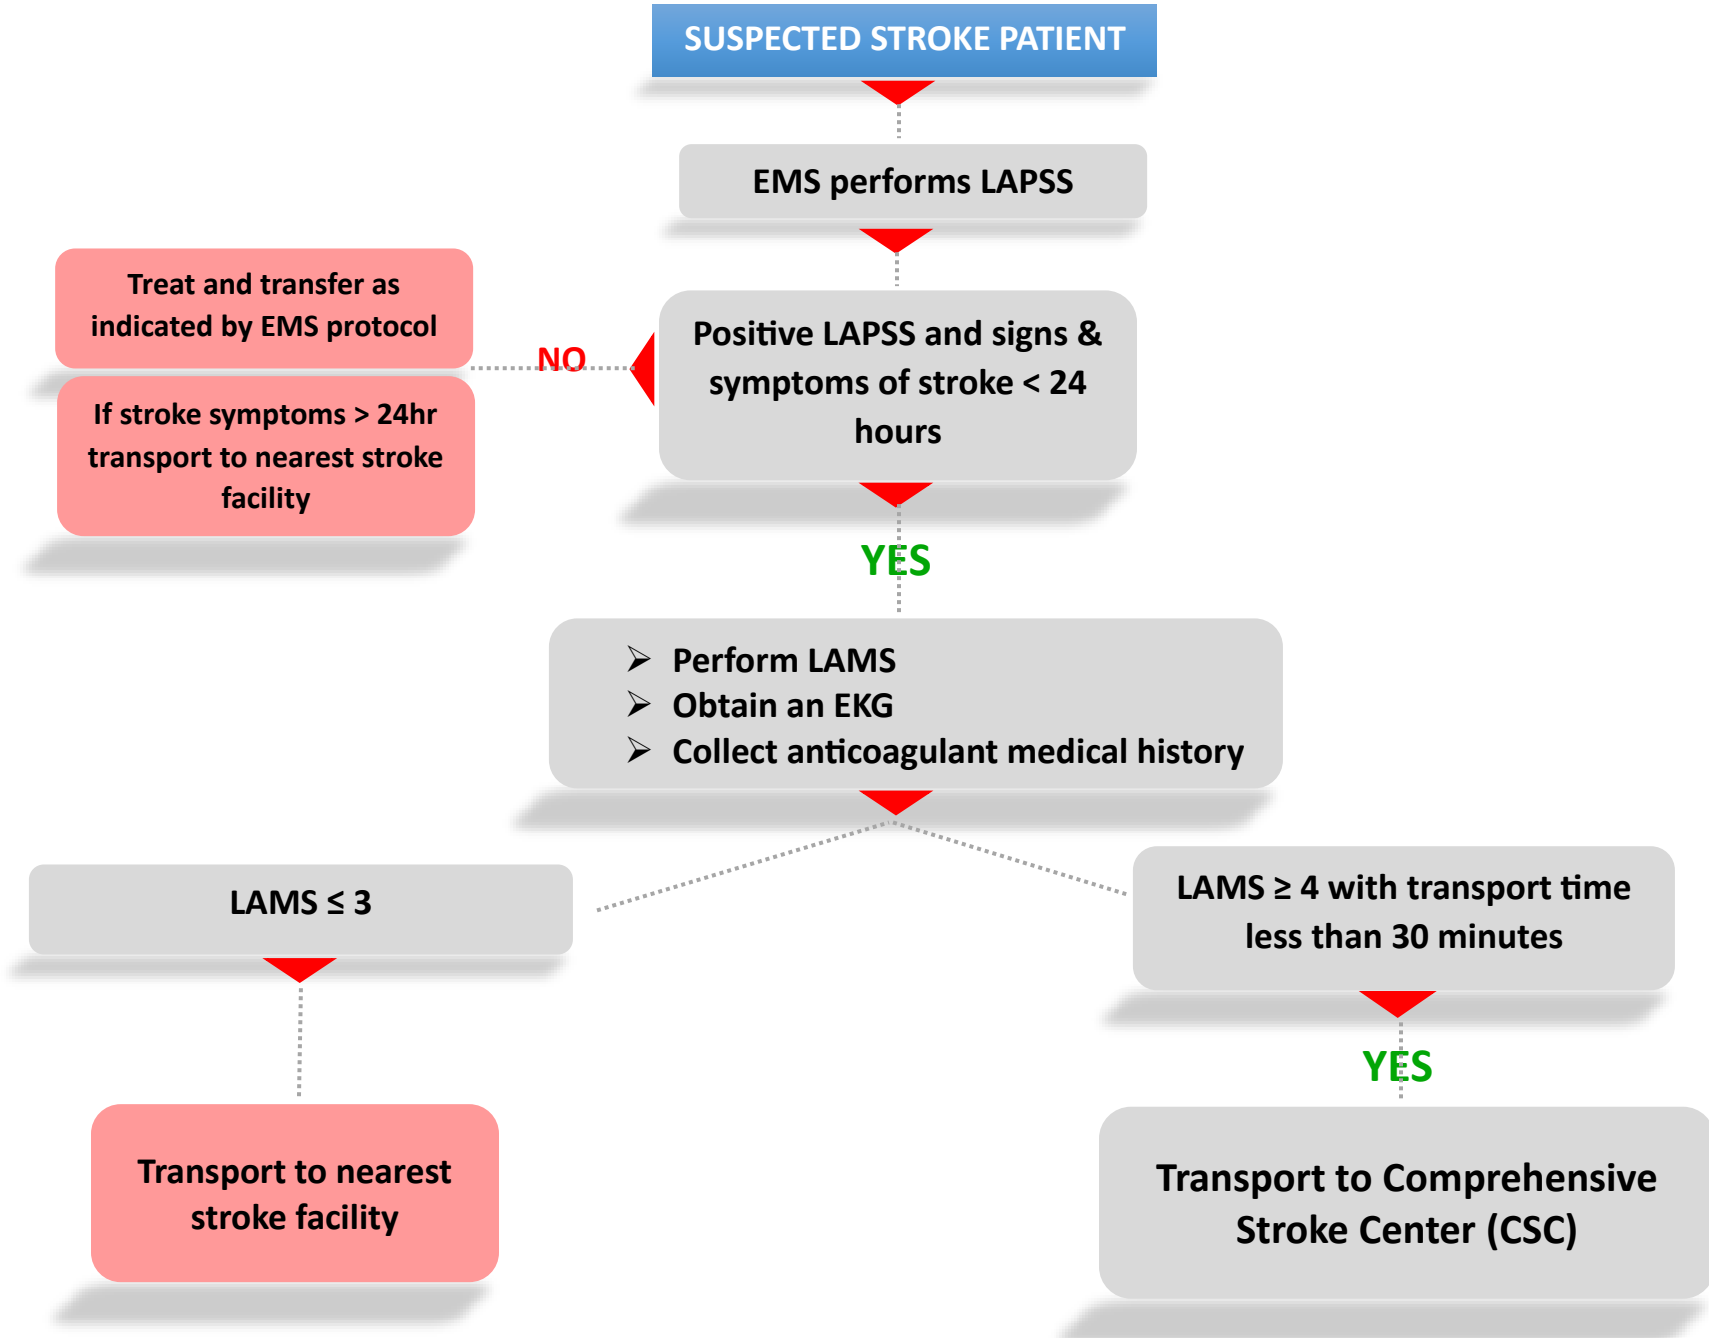 SUSPECTED STROKE PATIENT
EMS performs LAPSS
Treat and transfer as
indicated by EMS protocol
NO
Positive LAPSS and signs &
symptoms of stroke < 24
hours
If stroke symptoms > 24hr
transport to nearest stroke
facility
YES
➢ Perform LAMS
➢ Obtain an EKG
➢ Collect anticoagulant medical history
LAMS ≤ 3
LAMS ≥ 4 with transport time
less than 30 minutes
YES
Transport to nearest
stroke facility
Transport to Comprehensive
Stroke Center (CSC)